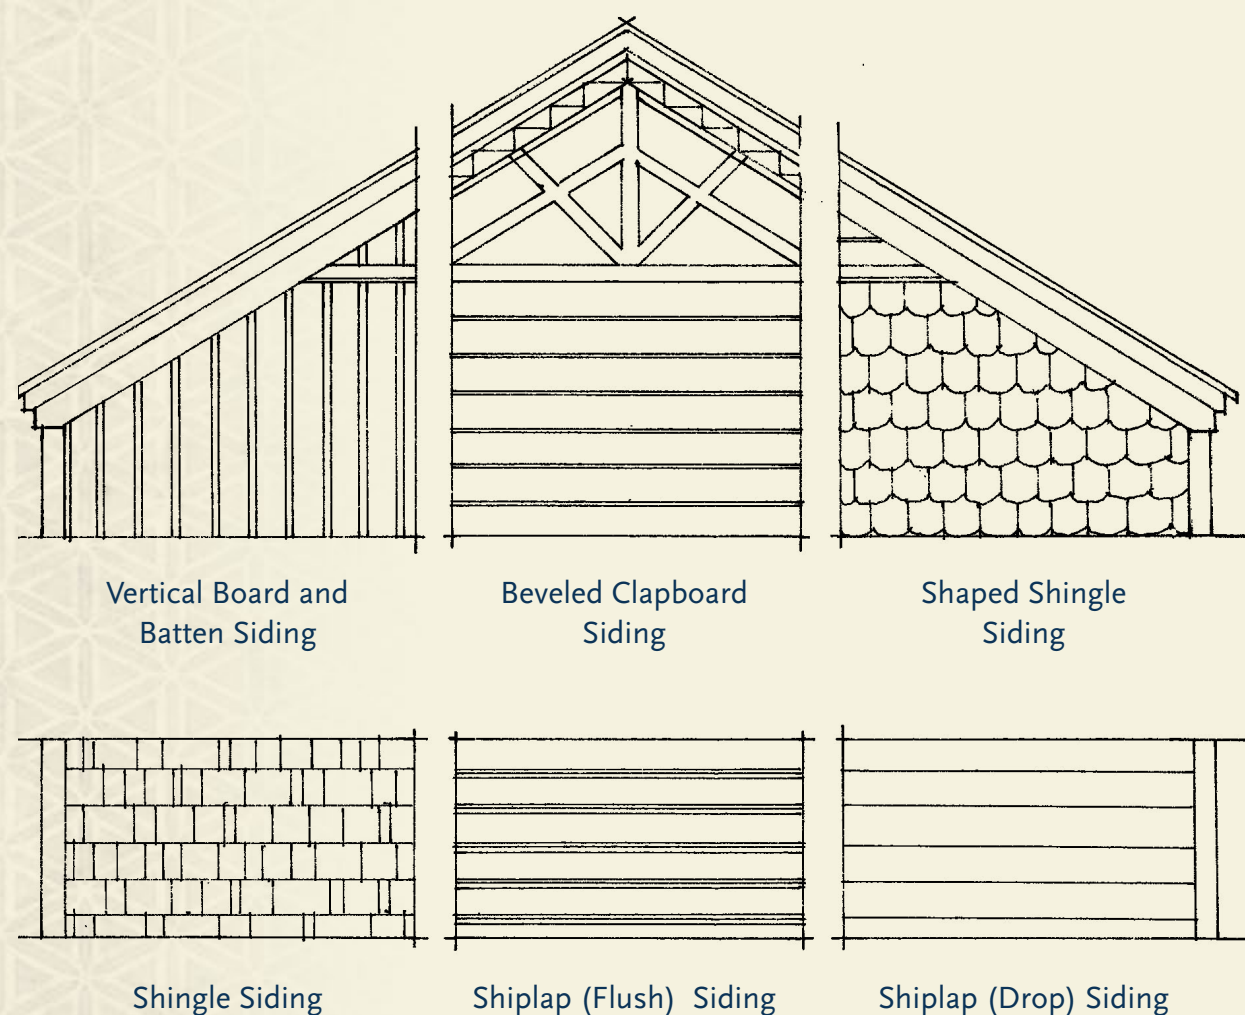 Vertical Board and
Batten Siding
Beveled Clapboard
Siding
Shaped Shingle
Siding
Shingle Siding
Shiplap (Flush) Siding
Shiplap (Drop) Siding